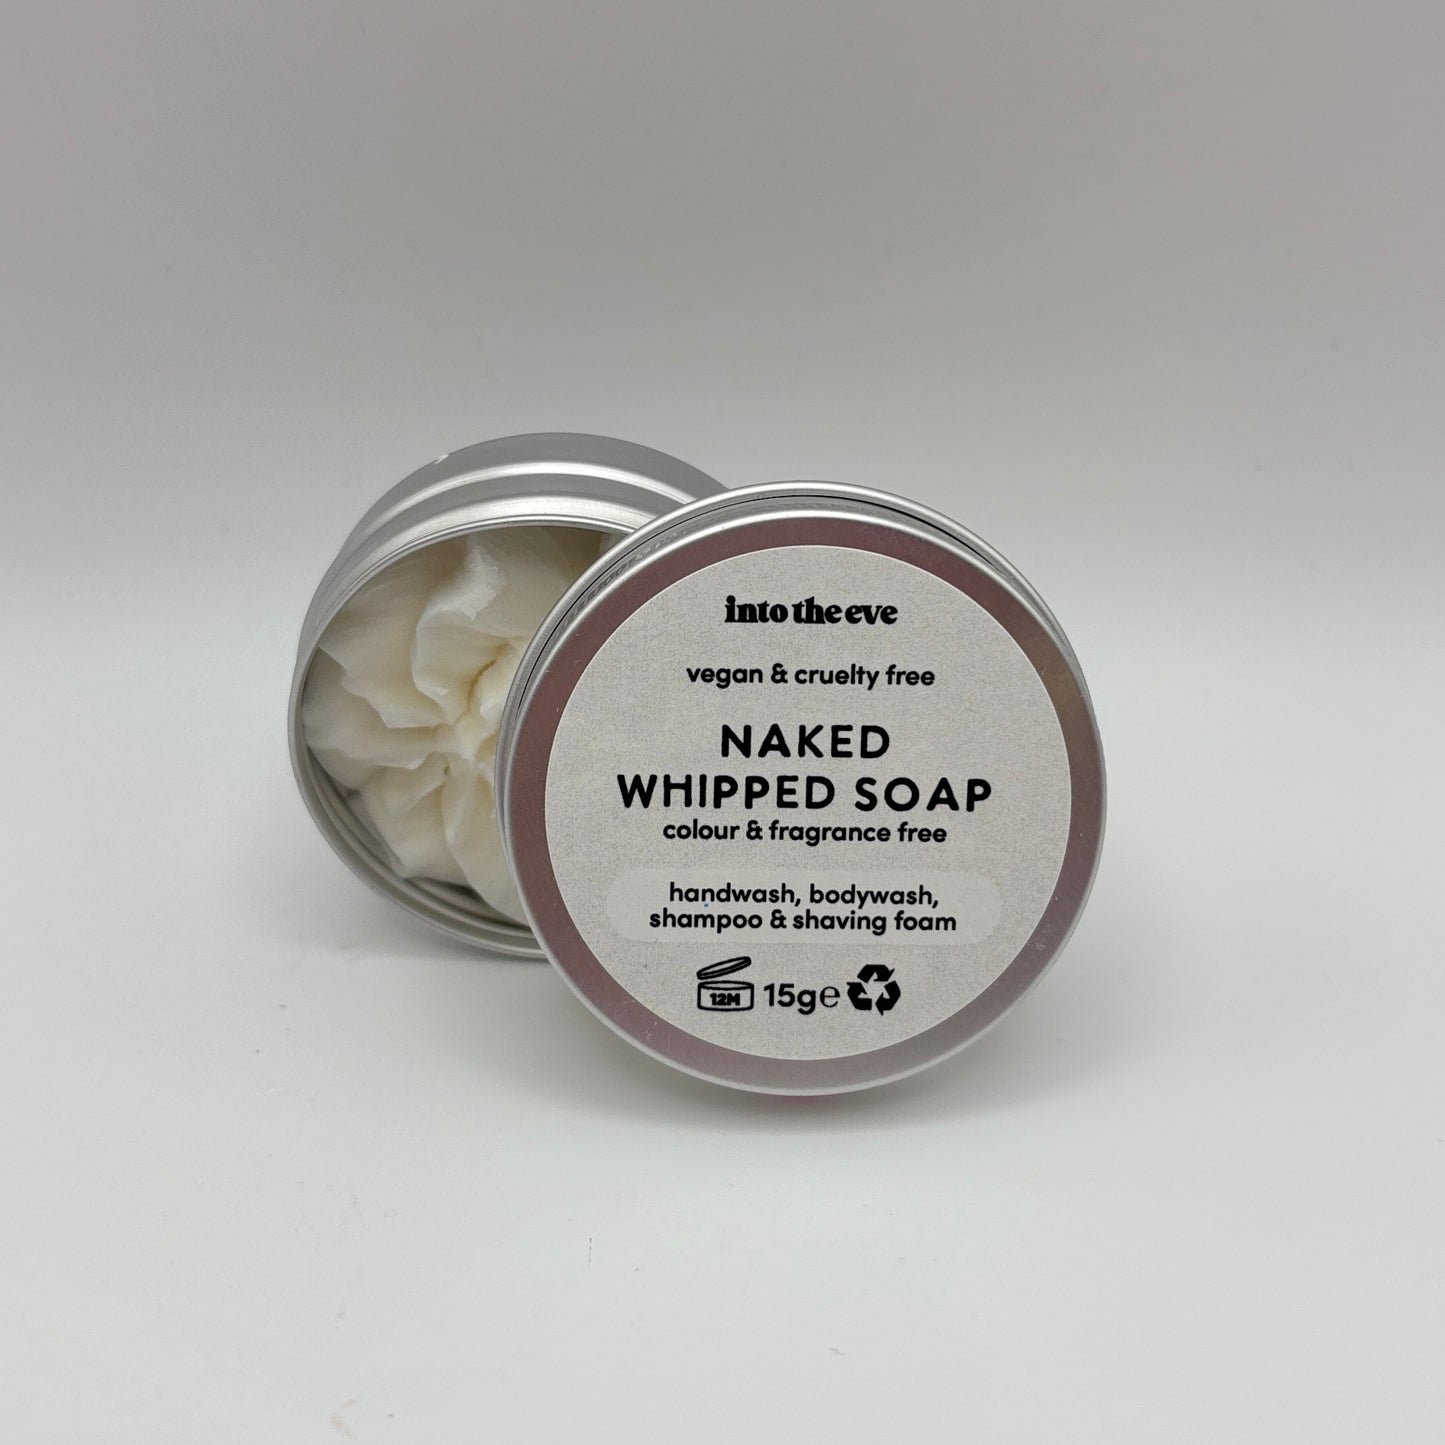 into the eve
vegan & cruelty free
NAKED
WHIPPED SOAP
colour & fragrance free
handwash, bodywash,
shampoo & shaving foam
12M 15g℮